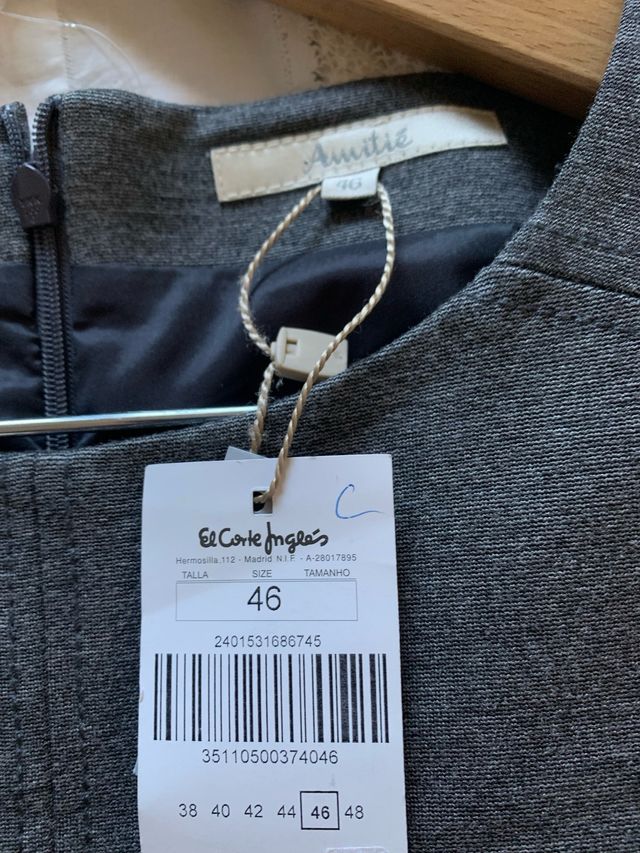 Amitié
46
C
El Corte Inglés
Hermosilla,112 - Madrid N.I.F. - A-28017895
TALLA SIZE TAMANHO
46
2401531686745
35110500374046
38 40 42 44 46 48